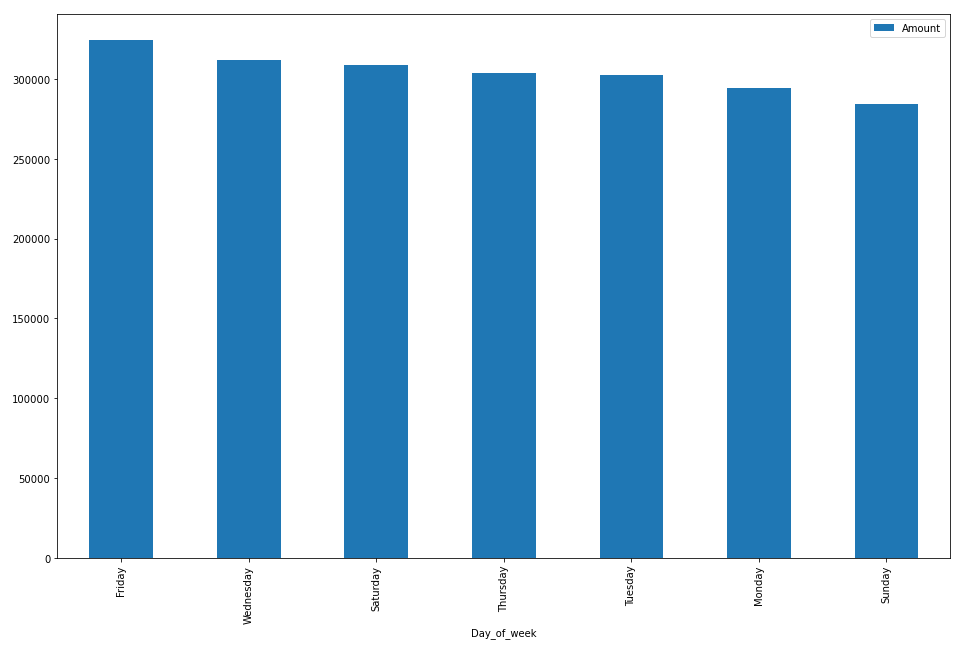 Amount
300000
250000
200000
150000
100000
50000
0
Friday
Wednesday
Saturday
Thursday
Tuesday
Monday
Sunday
Day_of_week